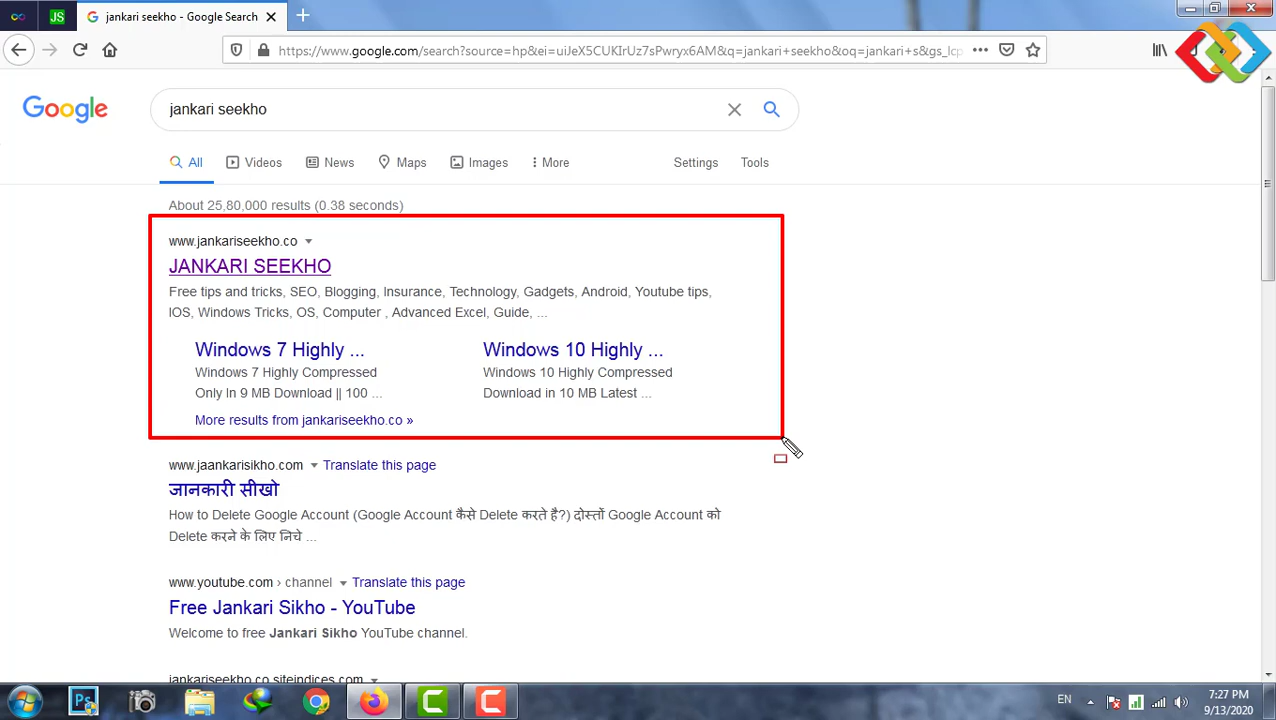 JS
jankari seekho - Google Search
https://www.google.com/search?source=hp&ei=uiJeX5CUKIrUz7sPwryx6AM&q=jankari+seekho&oq=jankari+s&gs_lcp
Google
jankari seekho
All Videos News Maps Images More Settings Tools
About 25,80,000 results (0.38 seconds)
www.jankariseekho.co
JANKARI SEEKHO
Free tips and tricks, SEO, Blogging, Insurance, Technology, Gadgets, Android, Youtube tips,
IOS, Windows Tricks, OS, Computer , Advanced Excel, Guide, ...
Windows 7 Highly ... Windows 10 Highly ...
Windows 7 Highly Compressed Windows 10 Highly Compressed
Only In 9 MB Download || 100 ... Download in 10 MB Latest ...
More results from jankariseekho.co »
www.jaankarisikho.com Translate this page
जानकारी सीखो
How to Delete Google Account (Google Account कैसे Delete करते है?) दोस्तों Google Account को
Delete करने के लिए निचे ...
www.youtube.com › channel Translate this page
Free Jankari Sikho - YouTube
Welcome to free Jankari Sikho YouTube channel.
jankariseekho.co.siteindices.com
Ps EN 7:27 PM
9/13/2020